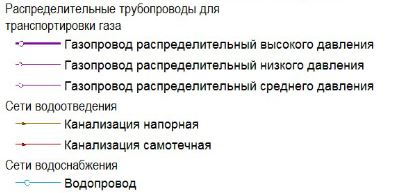 Распределительные трубопроводы для
транспортировки газа
Газопровод распределительный высокого давления
Газопровод распределительный низкого давления
Газопровод распределительный среднего давления
Сети водоотведения
Канализация напорная
Канализация самотечная
Сети водоснабжения
Водопровод